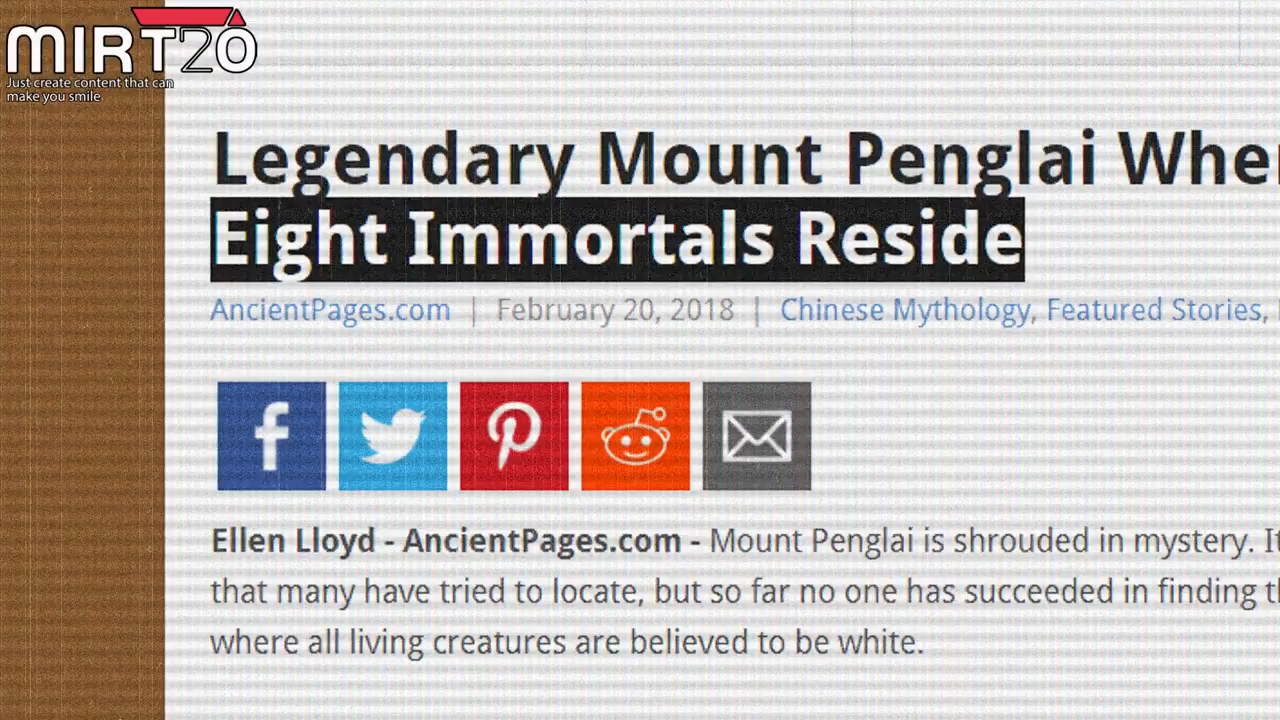 MIRT20
Just create content that can
make you smile
Legendary Mount Penglai
Eight Immortals Reside
AncientPages.com | February 20, 2018 | Chinese Mythology, Featured Stories,
Ellen Lloyd - AncientPages.com - Mount Penglai is shrouded in mystery.
that many have tried to locate, but so far no one has succeeded in finding
where all living creatures are believed to be white.